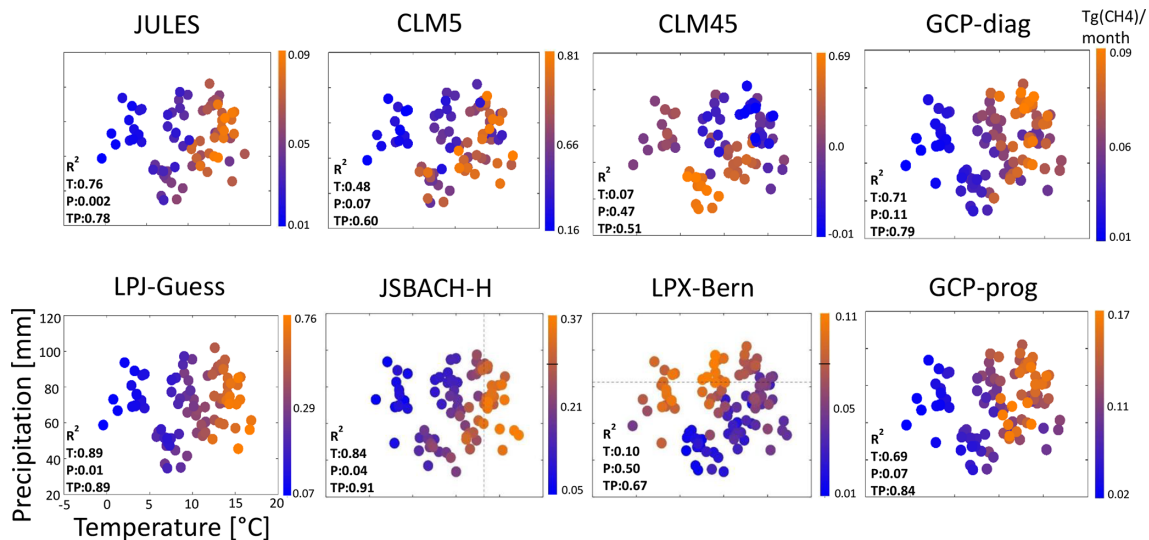 JULES
CLM5
CLM45
GCP-diag
Tg(CH4)/
month
0.09
0.05
0.01
R²
T:0.76
P:0.002
TP:0.78
0.81
0.66
0.16
R²
T:0.48
P:0.07
TP:0.60
0.69
0.0
-0.01
R²
T:0.07
P:0.47
TP:0.51
0.09
0.06
0.01
R²
T:0.71
P:0.11
TP:0.79
LPJ-Guess
JSBACH-H
LPX-Bern
GCP-prog
Precipitation [mm]
120
100
80
60
40
20
-5
0
5
10
15
20
Temperature [°C]
R²
T:0.89
P:0.01
TP:0.89
0.76
0.29
0.07
R²
T:0.84
P:0.04
TP:0.91
0.37
0.21
0.05
R²
T:0.10
P:0.50
TP:0.67
0.11
0.05
0.01
R²
T:0.69
P:0.07
TP:0.84
0.17
0.11
0.02